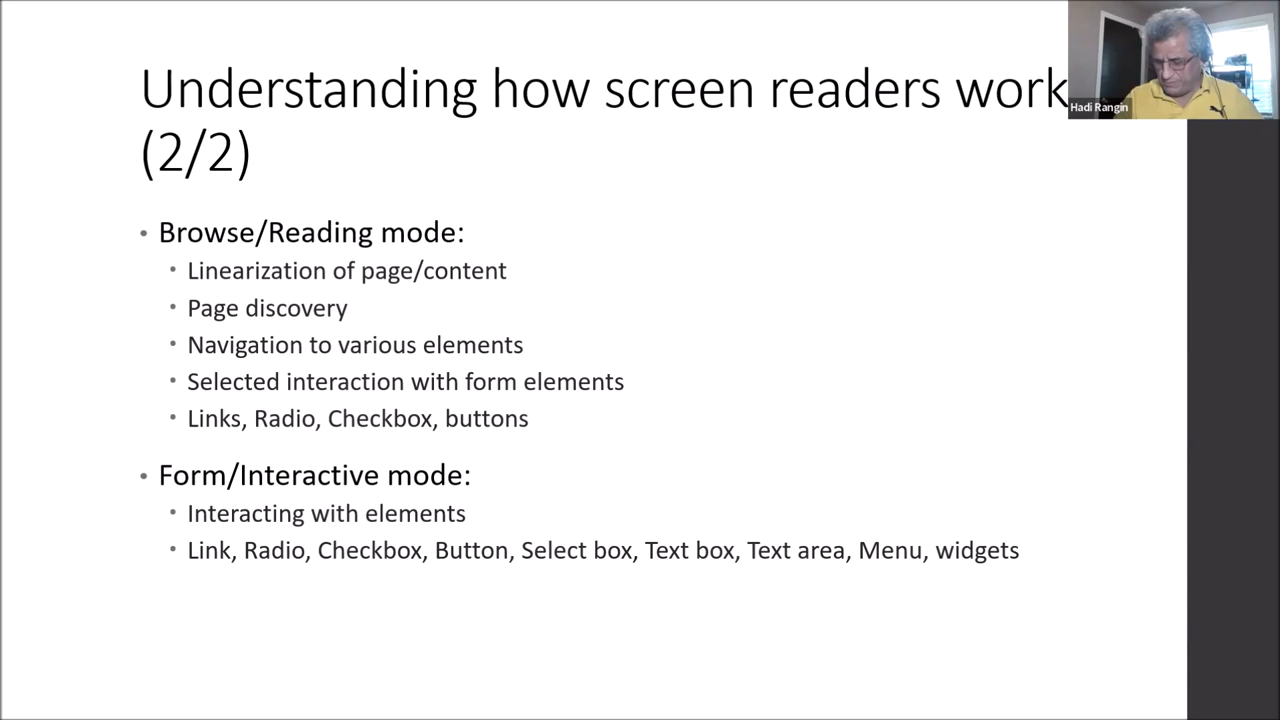 Understanding how screen readers work
(2/2)
Hadi Rangin
• Browse/Reading mode:
• Linearization of page/content
• Page discovery
• Navigation to various elements
• Selected interaction with form elements
• Links, Radio, Checkbox, buttons
• Form/Interactive mode:
• Interacting with elements
• Link, Radio, Checkbox, Button, Select box, Text box, Text area, Menu, widgets